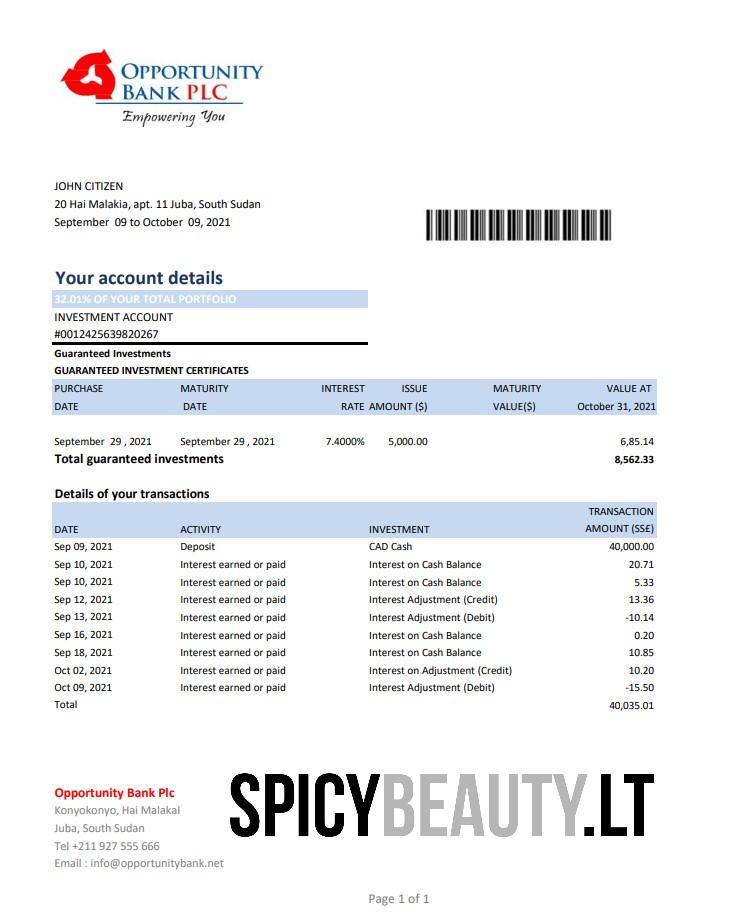 OPPORTUNITY
BANK PLC
Empowering You
JOHN CITIZEN
20 Hai Malakia, apt. 11 Juba, South Sudan
September 09 to October 09, 2021
Your account details
32.01% OF YOUR TOTAL PORTFOLIO
INVESTMENT ACCOUNT
#0012425639820267
Guaranteed Investments
GUARANTEED INVESTMENT CERTIFICATES
PURCHASE MATURITY INTEREST ISSUE MATURITY VALUE AT
DATE DATE RATE AMOUNT ($) VALUE($) October 31, 2021
September 29 , 2021 September 29 , 2021 7.4000% 5,000.00 6,85.14
Total guaranteed investments 8,562.33
Details of your transactions
TRANSACTION
DATE ACTIVITY INVESTMENT AMOUNT (SS£)
Sep 09, 2021 Deposit CAD Cash 40,000.00
Sep 10, 2021 Interest earned or paid Interest on Cash Balance 20.71
Sep 10, 2021 Interest earned or paid Interest on Cash Balance 5.33
Sep 12, 2021 Interest earned or paid Interest Adjustment (Credit) 13.36
Sep 13, 2021 Interest earned or paid Interest Adjustment (Debit) -10.14
Sep 16, 2021 Interest earned or paid Interest on Cash Balance 0.20
Sep 18, 2021 Interest earned or paid Interest on Cash Balance 10.85
Oct 02, 2021 Interest earned or paid Interest on Adjustment (Credit) 10.20
Oct 09, 2021 Interest earned or paid Interest Adjustment (Debit) -15.50
Total 40,035.01
Opportunity Bank Plc
Konyokonyo, Hai Malakal
Juba, South Sudan
Tel +211 927 555 666
Email : info@opportunitybank.net
SPICYBEAUTY.LT
Page 1 of 1